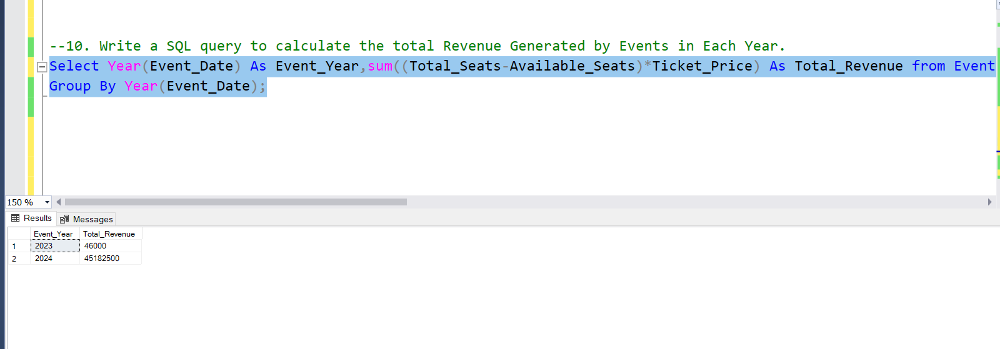 --10. Write a SQL query to calculate the total Revenue Generated by Events in Each Year.
Select Year(Event_Date) As Event_Year,sum((Total_Seats-Available_Seats)*Ticket_Price) As Total_Revenue from Event
Group By Year(Event_Date);
150 %
Results Messages
Event_Year Total_Revenue
1 2023 46000
2 2024 45182500